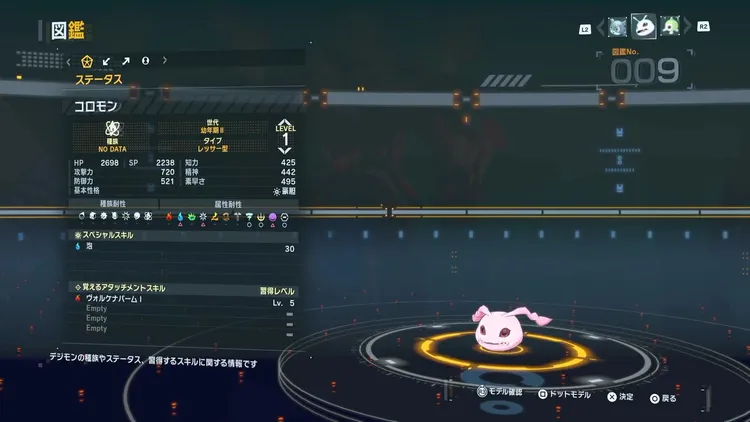 図鑑
L2
R2
図鑑No.
009
ステータス
コロモン
種族
NO DATA
世代
幼年期Ⅱ
タイプ
レッサー型
LEVEL
1
HP 2698 SP 2238 知力 425
攻撃力 720 精神 442
防御力 521 素早さ 495
基本性格 豪胆
種族耐性 属性耐性
スペシャルスキル
泡 30
覚えるアタッチメントスキル 習得レベル
ヴォルケナパームⅠ Lv. 5
Empty
Empty
Empty
デジモンの種族やステータス、習得するスキルに関する情報です
R3 モデル確認 ドットモデル 決定 戻る